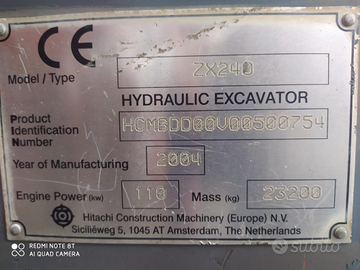 CE
Model / Type ZX240
HYDRAULIC EXCAVATOR
Product
Identification HCMBDD00V00500754
Number
Year of Manufacturing 2004
Engine Power (kw) 110 Mass (kg) 23200
Hitachi Construction Machinery (Europe) N.V.
Siciliëweg 5, 1045 AT Amsterdam, The Netherlands
REDMI NOTE 8T
AI QUAD CAMERA
subito